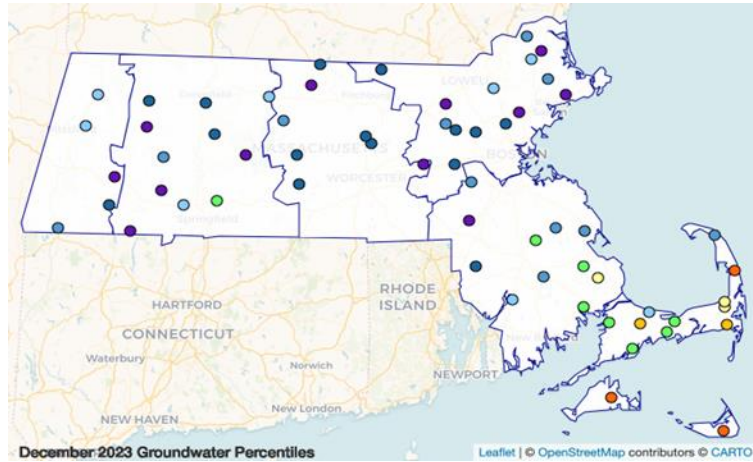 LOWELL
MASSACHUSETTS
BOSTON
WORCESTER
Springfield
RHODE
ISLAND
HARTFORD
CONNECTICUT
Waterbury
Norwich
NEWPORT
New London
NEW HAVEN
December 2023 Groundwater Percentiles
Leaflet | © OpenStreetMap contributors © CARTO